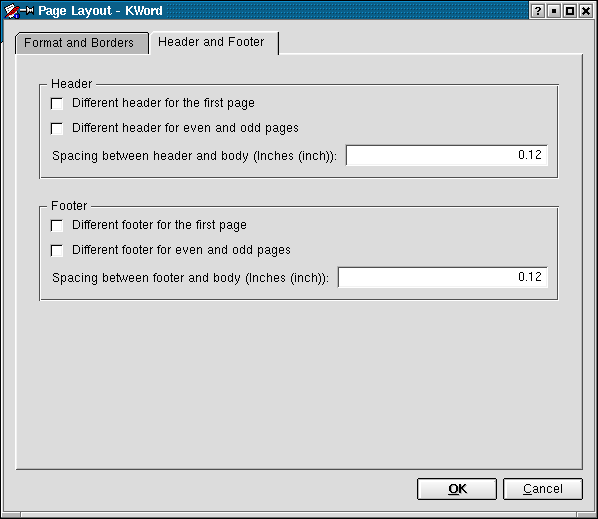 Page Layout - KWord
?
Format and Borders
Header and Footer
Header
Different header for the first page
Different header for even and odd pages
Spacing between header and body (Inches (inch)): 0.12
Footer
Different footer for the first page
Different footer for even and odd pages
Spacing between footer and body (Inches (inch)): 0.12
OK
Cancel